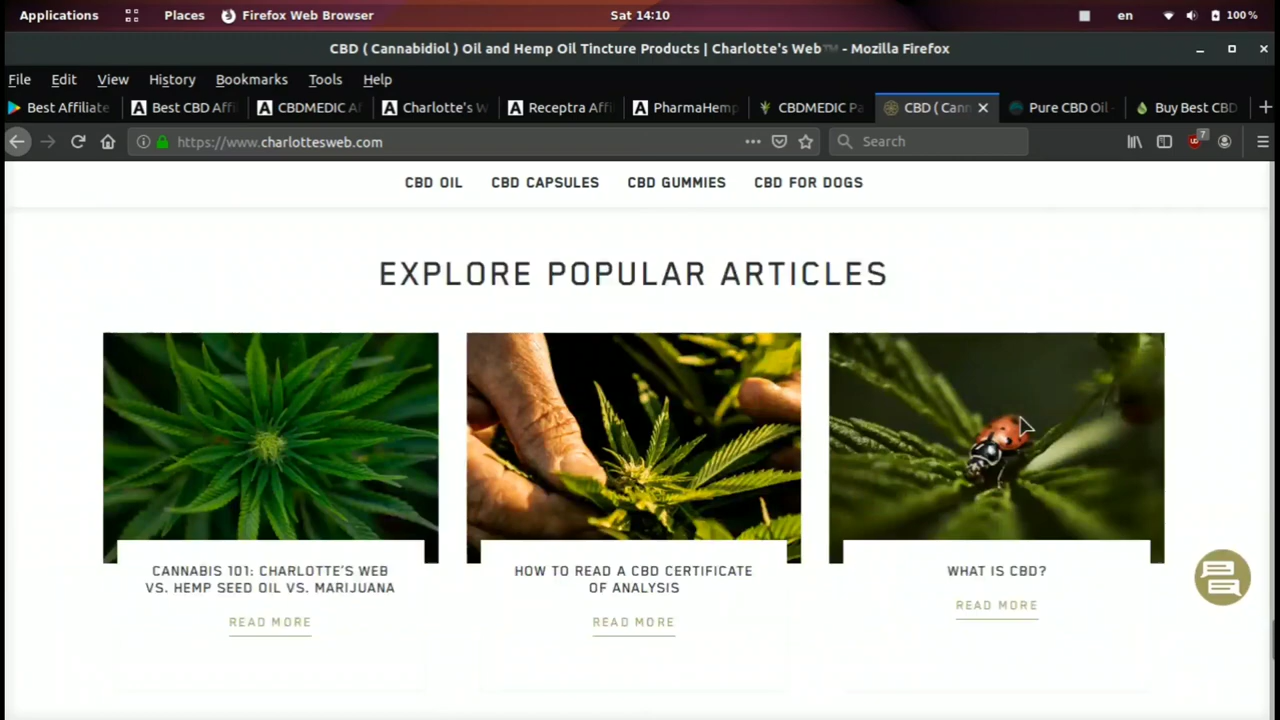 Applications Places Firefox Web Browser Sat 14:10 en 100 %
CBD ( Cannabidiol ) Oil and Hemp Oil Tincture Products | Charlotte's Web™ - Mozilla Firefox
File Edit View History Bookmarks Tools Help
Best Affiliate Best CBD Affi CBDMEDIC Af Charlotte's W Receptra Affi PharmaHemp CBDMEDIC Pa CBD ( Cann Pure CBD Oil - Buy Best CBD
https://www.charlottesweb.com Search 7
CBD OIL CBD CAPSULES CBD GUMMIES CBD FOR DOGS
EXPLORE POPULAR ARTICLES
CANNABIS 101: CHARLOTTE'S WEB
VS. HEMP SEED OIL VS. MARIJUANA
READ MORE
HOW TO READ A CBD CERTIFICATE
OF ANALYSIS
READ MORE
WHAT IS CBD?
READ MORE